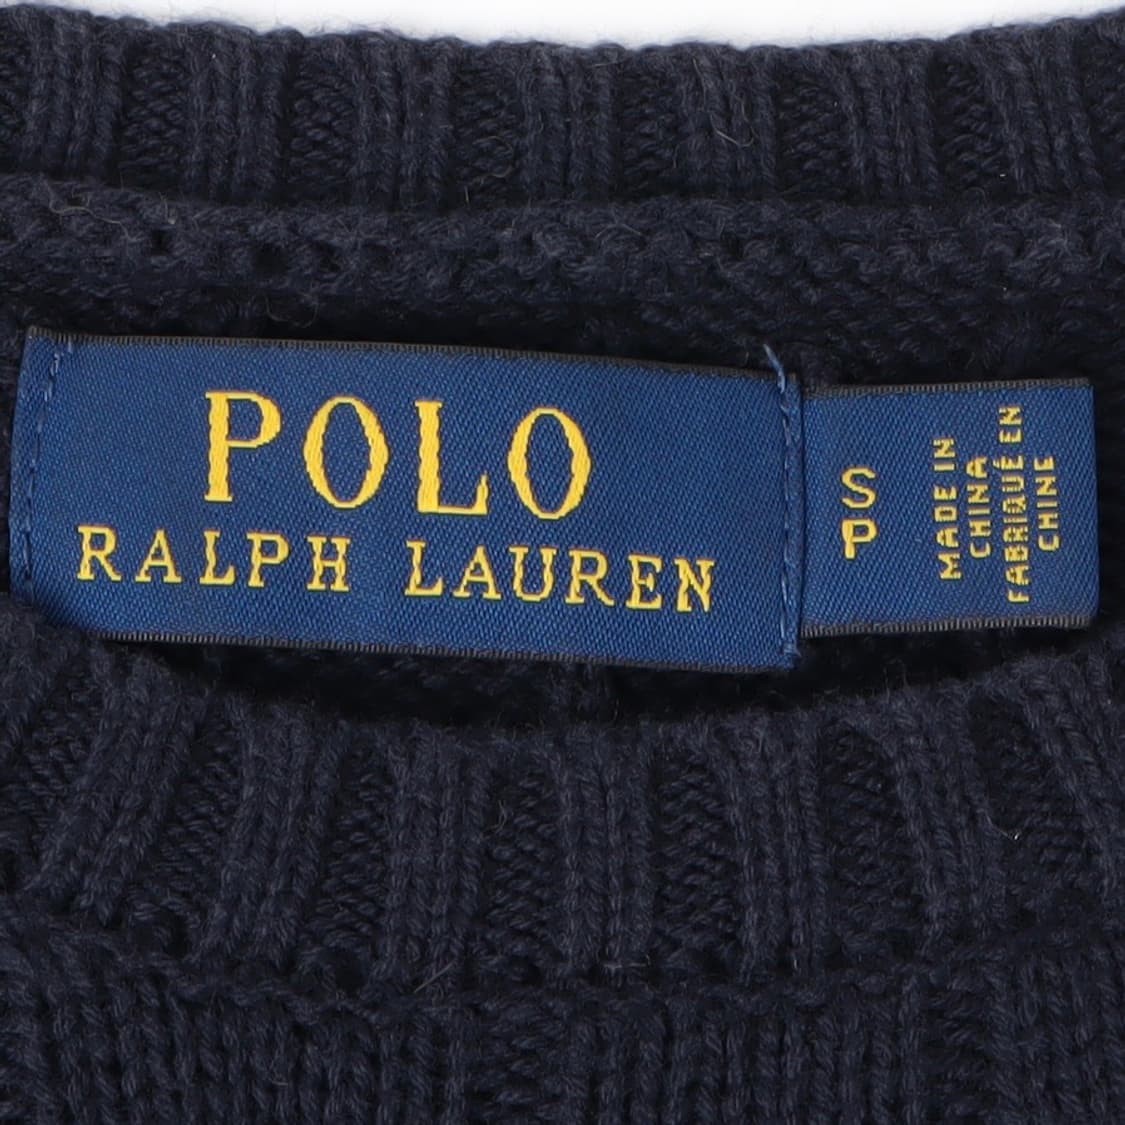 POLO
RALPH LAUREN
S
P
MADE IN
CHINA
FABRIQUÉ EN
CHINE